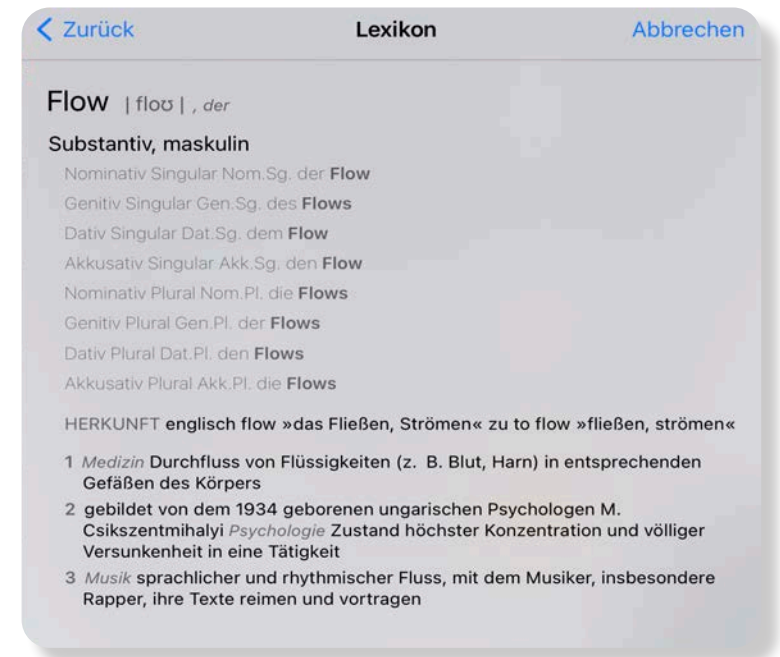 Zurück Lexikon Abbrechen
Flow | floʊ | , der
Substantiv, maskulin
Nominativ Singular Nom.Sg. der Flow
Genitiv Singular Gen.Sg. des Flows
Dativ Singular Dat.Sg. dem Flow
Akkusativ Singular Akk.Sg. den Flow
Nominativ Plural Nom.Pl. die Flows
Genitiv Plural Gen.Pl. der Flows
Dativ Plural Dat.Pl. den Flows
Akkusativ Plural Akk.Pl. die Flows
HERKUNFT englisch flow »das Fließen, Strömen« zu to flow »fließen, strömen«
1 Medizin Durchfluss von Flüssigkeiten (z. B. Blut, Harn) in entsprechenden
Gefäßen des Körpers
2 gebildet von dem 1934 geborenen ungarischen Psychologen M.
Csikszentmihalyi Psychologie Zustand höchster Konzentration und völliger
Versunkenheit in eine Tätigkeit
3 Musik sprachlicher und rhythmischer Fluss, mit dem Musiker, insbesondere
Rapper, ihre Texte reimen und vortragen